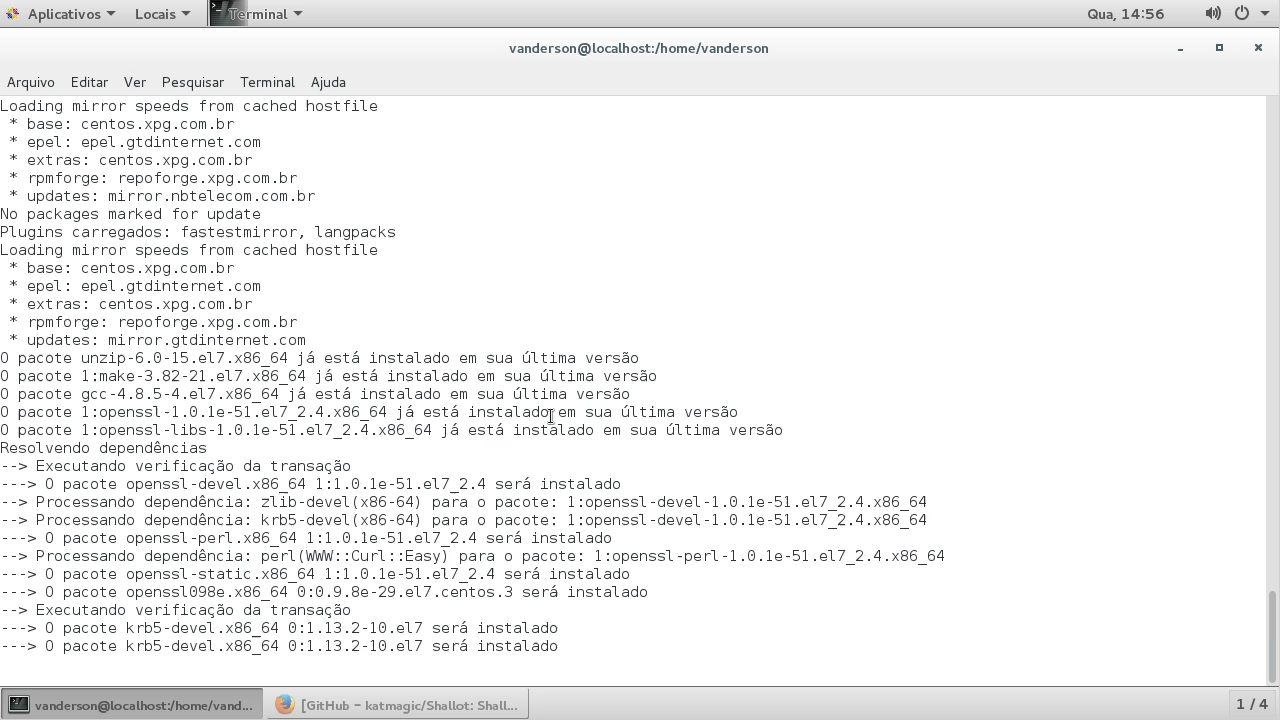 Aplicativos Locais Terminal Qua, 14:56
vanderson@localhost:/home/vanderson
Arquivo Editar Ver Pesquisar Terminal Ajuda
Loading mirror speeds from cached hostfile
* base: centos.xpg.com.br
* epel: epel.gtdinternet.com
* extras: centos.xpg.com.br
* rpmforge: repoforge.xpg.com.br
* updates: mirror.nbtelecom.com.br
No packages marked for update
Plugins carregados: fastestmirror, langpacks
Loading mirror speeds from cached hostfile
* base: centos.xpg.com.br
* epel: epel.gtdinternet.com
* extras: centos.xpg.com.br
* rpmforge: repoforge.xpg.com.br
* updates: mirror.gtdinternet.com
O pacote unzip-6.0-15.el7.x86_64 já está instalado em sua última versão
O pacote 1:make-3.82-21.el7.x86_64 já está instalado em sua última versão
O pacote gcc-4.8.5-4.el7.x86_64 já está instalado em sua última versão
O pacote 1:openssl-1.0.1e-51.el7_2.4.x86_64 já está instalado em sua última versão
O pacote 1:openssl-libs-1.0.1e-51.el7_2.4.x86_64 já está instalado em sua última versão
Resolvendo dependências
--> Executando verificação da transação
---> O pacote openssl-devel.x86_64 1:1.0.1e-51.el7_2.4 será instalado
--> Processando dependência: zlib-devel(x86-64) para o pacote: 1:openssl-devel-1.0.1e-51.el7_2.4.x86_64
--> Processando dependência: krb5-devel(x86-64) para o pacote: 1:openssl-devel-1.0.1e-51.el7_2.4.x86_64
---> O pacote openssl-perl.x86_64 1:1.0.1e-51.el7_2.4 será instalado
--> Processando dependência: perl(WWW::Curl::Easy) para o pacote: 1:openssl-perl-1.0.1e-51.el7_2.4.x86_64
---> O pacote openssl-static.x86_64 1:1.0.1e-51.el7_2.4 será instalado
---> O pacote openssl098e.x86_64 0:0.9.8e-29.el7.centos.3 será instalado
--> Executando verificação da transação
---> O pacote krb5-devel.x86_64 0:1.13.2-10.el7 será instalado
---> O pacote krb5-devel.x86_64 0:1.13.2-10.el7 será instalado
vanderson@localhost:/home/vand... [GitHub - katmagic/Shallot: Shall... 1 / 4